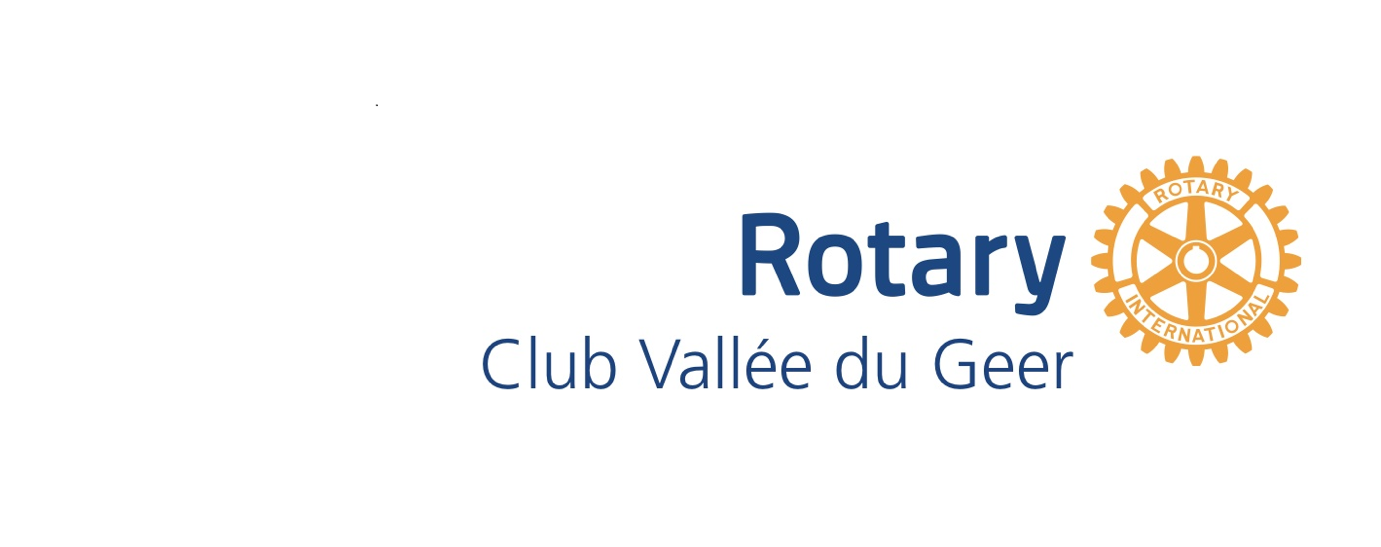 Rotary
Club Vallée du Geer
ROTARY
INTERNATIONAL